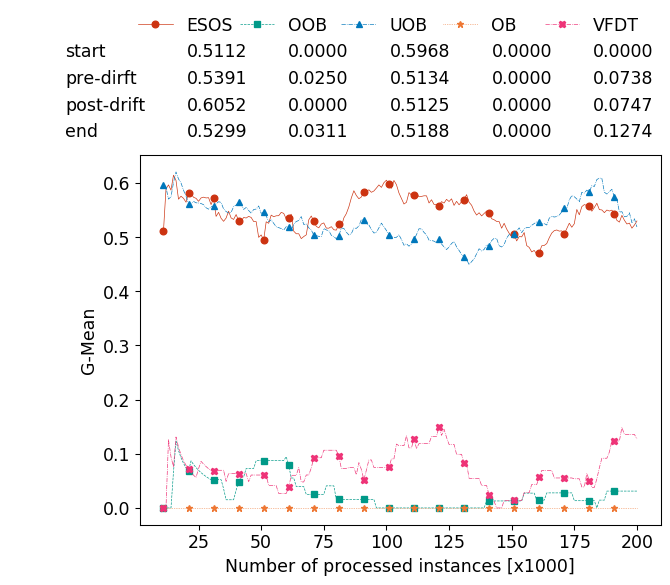 ESOS OOB UOB OB VFDT
start 0.5112 0.0000 0.5968 0.0000 0.0000
pre-dirft 0.5391 0.0250 0.5134 0.0000 0.0738
post-drift 0.6052 0.0000 0.5125 0.0000 0.0747
end 0.5299 0.0311 0.5188 0.0000 0.1274
0.6
0.5
0.4
0.3
0.2
0.1
0.0
G-Mean
25 50 75 100 125 150 175 200
Number of processed instances [x1000]